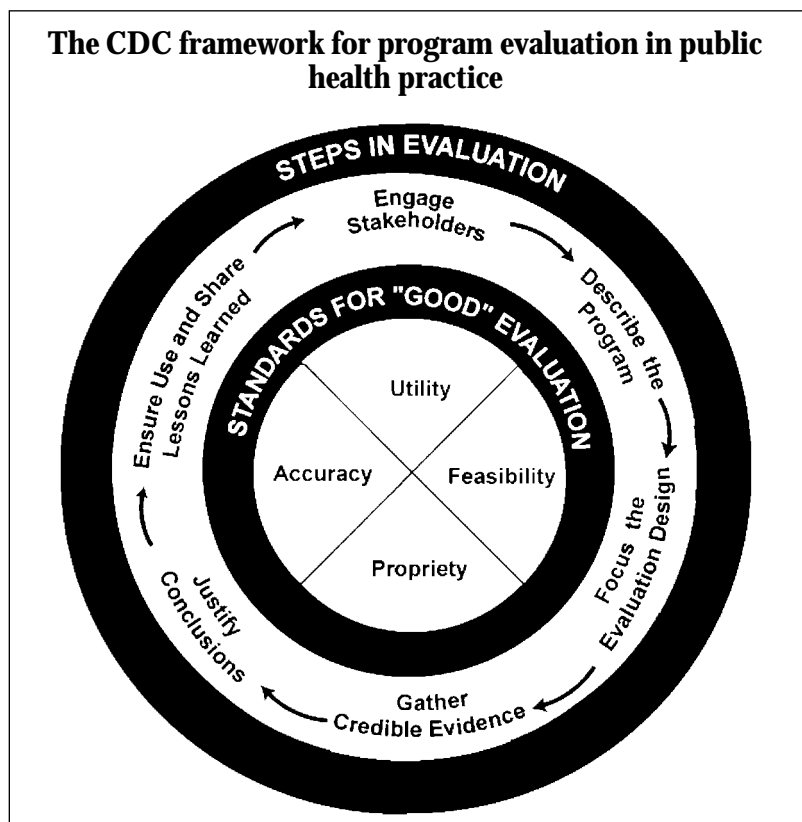 The CDC framework for program evaluation in public
health practice
STEPS IN EVALUATION
Engage
Stakeholders
Describe the
Program
Focus the
Evaluation Design
Gather
Credible Evidence
Justify
Conclusions
Ensure Use and Share
Lessons Learned
STANDARDS FOR "GOOD" EVALUATION
Utility
Accuracy
Feasibility
Propriety